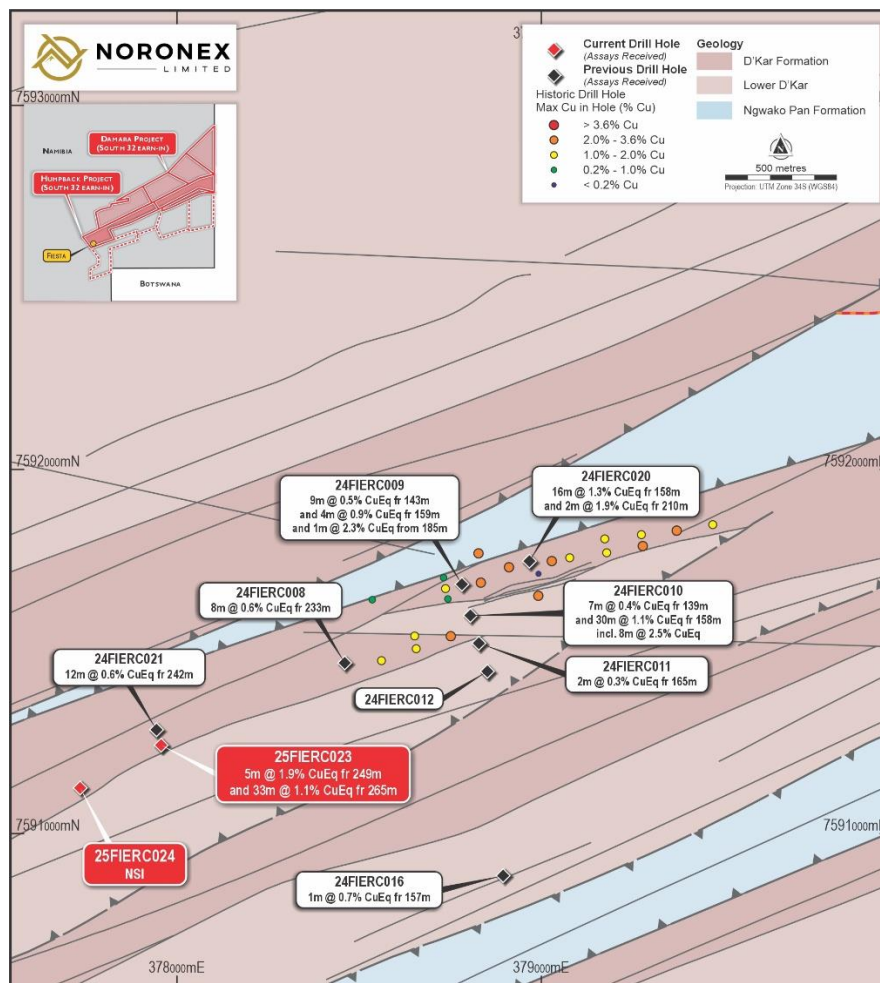 NORONEX
LIMITED
NAMIBIA
DAMARA PROJECT
(SOUTH 32 EARN-IN)
HUMPBACK PROJECT
(SOUTH 32 EARN-IN)
FIESTA
BOTSWANA
Current Drill Hole
(Assays Received)
Previous Drill Hole
(Assays Received)
Historic Drill Hole
Max Cu in Hole (% Cu)
> 3.6% Cu
2.0% - 3.6% Cu
1.0% - 2.0% Cu
0.2% - 1.0% Cu
< 0.2% Cu
Geology
D'Kar Formation
Lower D'Kar
Ngwako Pan Formation
500 metres
Projection: UTM Zone 34S (WGS84)
7593000mN
7592000mN
7592000mN
24FIERC009
9m @ 0.5% CuEq fr 143m
and 4m @ 0.9% CuEq fr 159m
and 1m @ 2.3% CuEq from 185m
24FIERC020
16m @ 1.3% CuEq fr 158m
and 2m @ 1.9% CuEq fr 210m
24FIERC008
8m @ 0.6% CuEq fr 233m
24FIERC010
7m @ 0.4% CuEq fr 139m
and 30m @ 1.1% CuEq fr 158m
incl. 8m @ 2.5% CuEq
24FIERC021
12m @ 0.6% CuEq fr 242m
24FIERC012
24FIERC011
2m @ 0.3% CuEq fr 165m
25FIERC023
5m @ 1.9% CuEq fr 249m
and 33m @ 1.1% CuEq fr 265m
7591000mN
7591000mN
25FIERC024
NSI
24FIERC016
1m @ 0.7% CuEq fr 157m
378000mE
379000mE